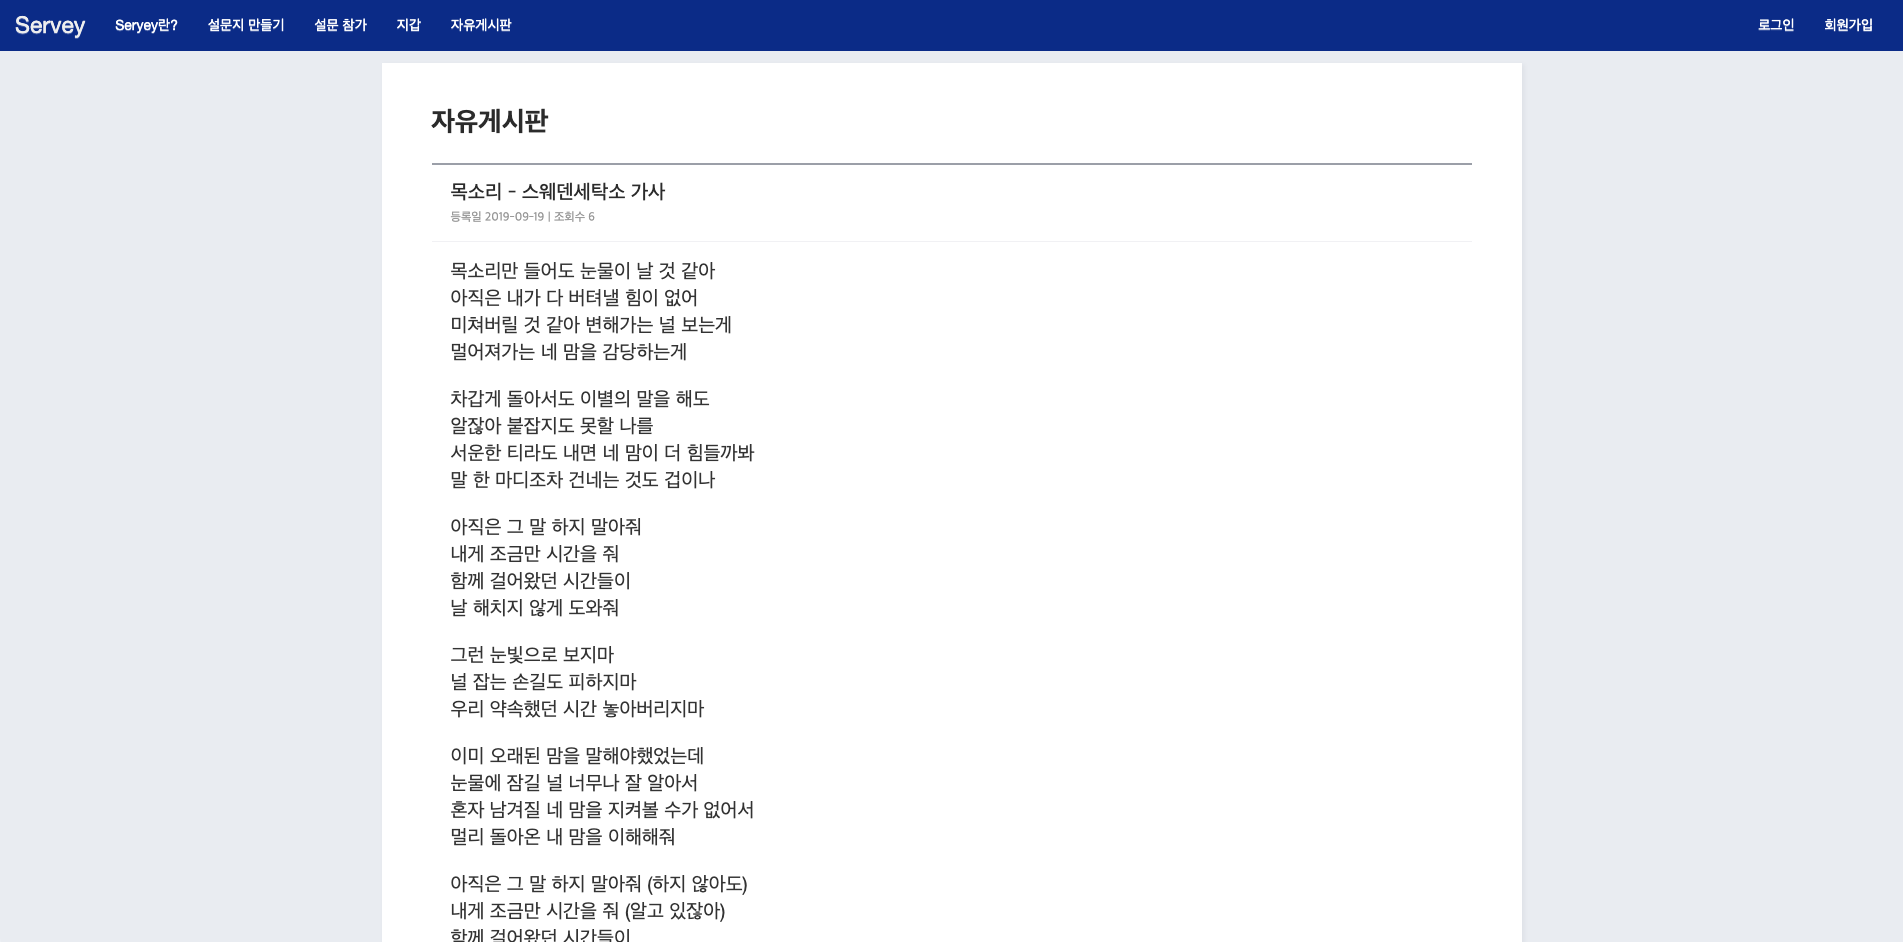 Servey
Servey란?
설문지 만들기
설문 참가
지갑
자유게시판
로그인
회원가입
자유게시판
목소리 - 스웨덴세탁소 가사
등록일 2019-09-19 | 조회수 6
목소리만 들어도 눈물이 날 것 같아
아직은 내가 다 버텨낼 힘이 없어
미쳐버릴 것 같아 변해가는 널 보는게
멀어져가는 네 맘을 감당하는게
차갑게 돌아서도 이별의 말을 해도
알잖아 붙잡지도 못할 나를
서운한 티라도 내면 네 맘이 더 힘들까봐
말 한 마디조차 건네는 것도 겁이나
아직은 그 말 하지 말아줘
내게 조금만 시간을 줘
함께 걸어왔던 시간들이
날 해치지 않게 도와줘
그런 눈빛으로 보지마
널 잡는 손길도 피하지마
우리 약속했던 시간 놓아버리지마
이미 오래된 맘을 말해야했었는데
눈물에 잠길 널 너무나 잘 알아서
혼자 남겨질 네 맘을 지켜볼 수가 없어서
멀리 돌아온 내 맘을 이해해줘
아직은 그 말 하지 말아줘 (하지 않아도)
내게 조금만 시간을 줘 (알고 있잖아)
함께 걸어왔던 시간들이